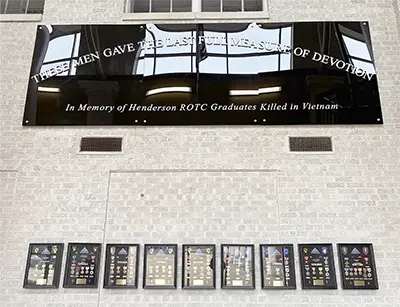 THESE MEN GAVE THE LAST FULL MEASURE OF DEVOTION
In Memory of Henderson ROTC Graduates Killed in Vietnam